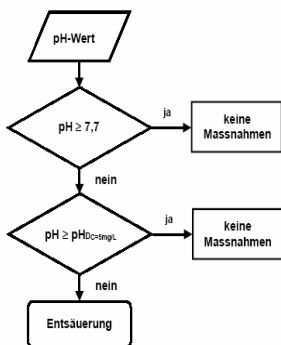 pH-Wert
pH ≥ 7,7
ja
keine
Massnahmen
nein
pH ≥ pHDC=5mg/L
ja
keine
Massnahmen
nein
Entsäuerung